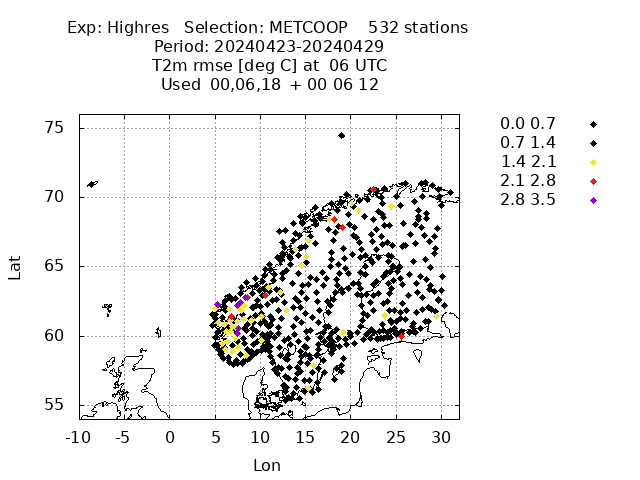 Exp: Highres Selection: METCOOP 532 stations
Period: 20240423-20240429
T2m rmse [deg C] at 06 UTC
Used 00,06,18 + 00 06 12
75
70
65
60
55
Lat
-10 -5 0 5 10 15 20 25 30
Lon
0.0 0.7
0.7 1.4
1.4 2.1
2.1 2.8
2.8 3.5